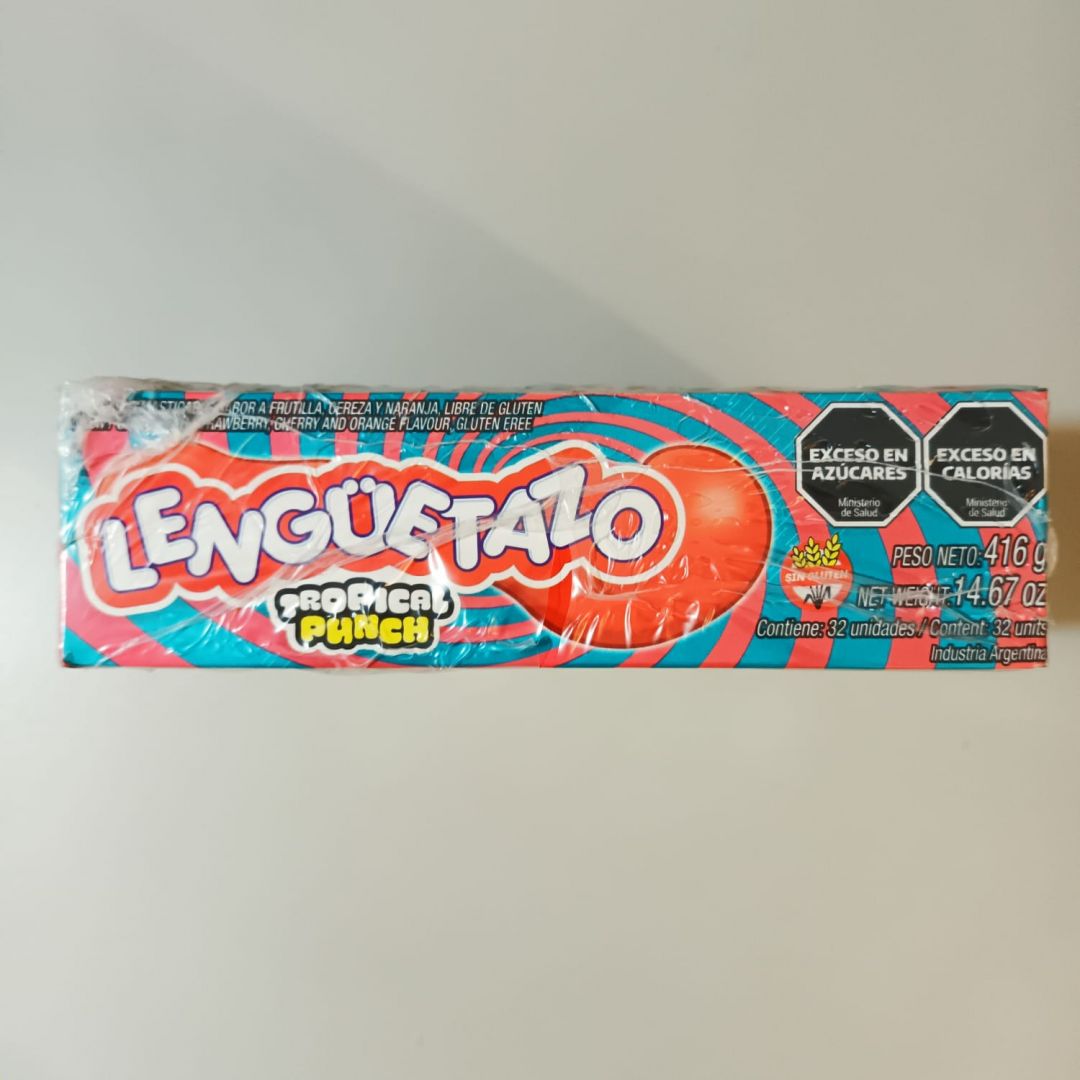 SABOR A FRUTILLA, CEREZA Y NARANJA, LIBRE DE GLUTEN
STRAWBERRY, CHERRY AND ORANGE FLAVOUR, GLUTEN FREE
LENGÜETAZO
TROPICAL
PUNCH
EXCESO EN
AZÚCARES
Ministerio
de Salud
EXCESO EN
CALORÍAS
Ministerio
de Salud
SIN GLUTEN
PESO NETO: 416 g
NET WEIGHT: 14.67 oz
Contiene: 32 unidades / Content: 32 units
Industria Argentina